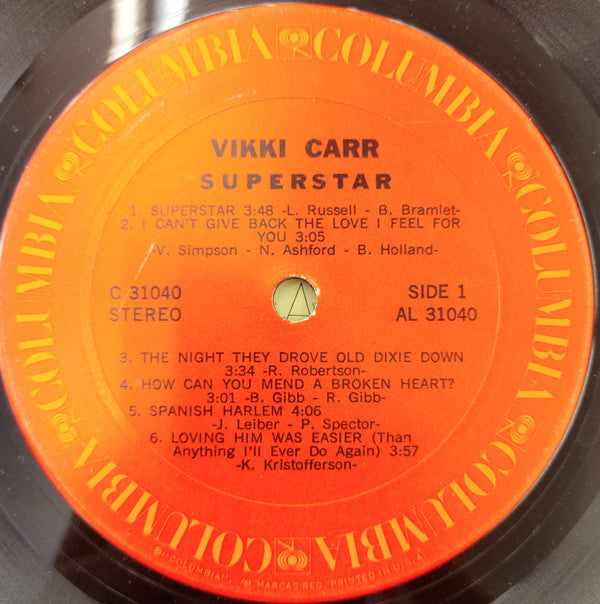 COLUMBIA COLUMBIA COLUMBIA COLUMBIA COLUMBIA COLUMBIA
VIKKI CARR
SUPERSTAR
1. SUPERSTAR 3:48 -L. Russell - B. Bramlet-
2. I CAN'T GIVE BACK THE LOVE I FEEL FOR
YOU 3:05
-V. Simpson - N. Ashford - B. Holland-
C 31040
STEREO
A
SIDE 1
AL 31040
3. THE NIGHT THEY DROVE OLD DIXIE DOWN
3:34 -R. Robertson-
4. HOW CAN YOU MEND A BROKEN HEART?
3:01 -B. Gibb - R. Gibb-
5. SPANISH HARLEM 4:06
-J. Leiber - P. Spector-
6. LOVING HIM WAS EASIER (Than
Anything I'll Ever Do Again) 3:57
-K. Kristofferson-
"COLUMBIA", MARCAS REG. PRINTED IN U.S.A.